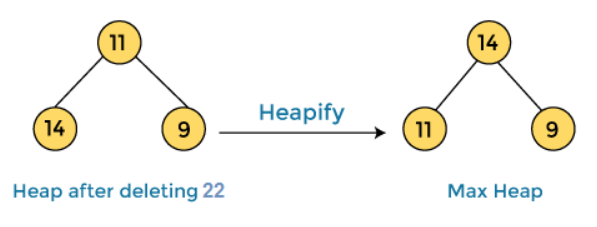 11
14
14
9
Heapify
11
9
Heap after deleting 22
Max Heap